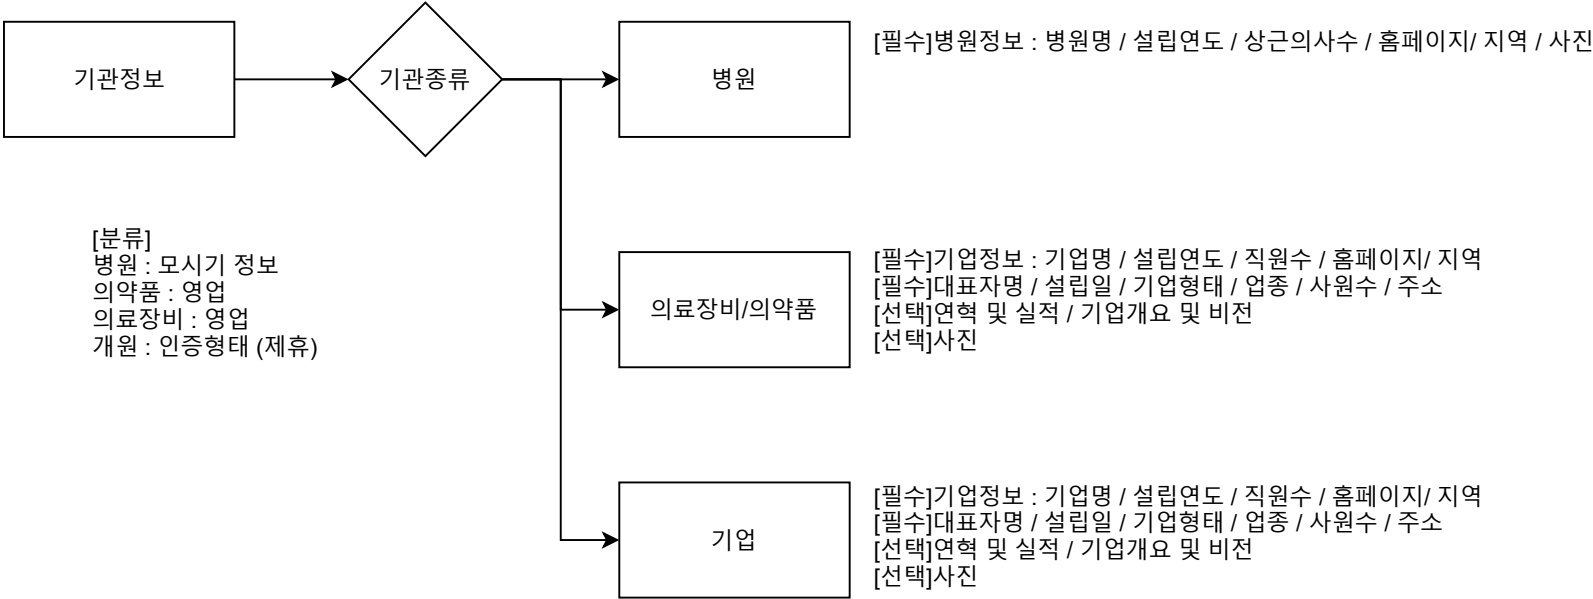 기관정보
기관종류
병원
[필수]병원정보 : 병원명 / 설립연도 / 상근의사수 / 홈페이지/ 지역 / 사진
[분류]
병원 : 모시기 정보
의약품 : 영업
의료장비 : 영업
개원 : 인증형태 (제휴)
의료장비/의약품
[필수]기업정보 : 기업명 / 설립연도 / 직원수 / 홈페이지/ 지역
[필수]대표자명 / 설립일 / 기업형태 / 업종 / 사원수 / 주소
[선택]연혁 및 실적 / 기업개요 및 비전
[선택]사진
기업
[필수]기업정보 : 기업명 / 설립연도 / 직원수 / 홈페이지/ 지역
[필수]대표자명 / 설립일 / 기업형태 / 업종 / 사원수 / 주소
[선택]연혁 및 실적 / 기업개요 및 비전
[선택]사진